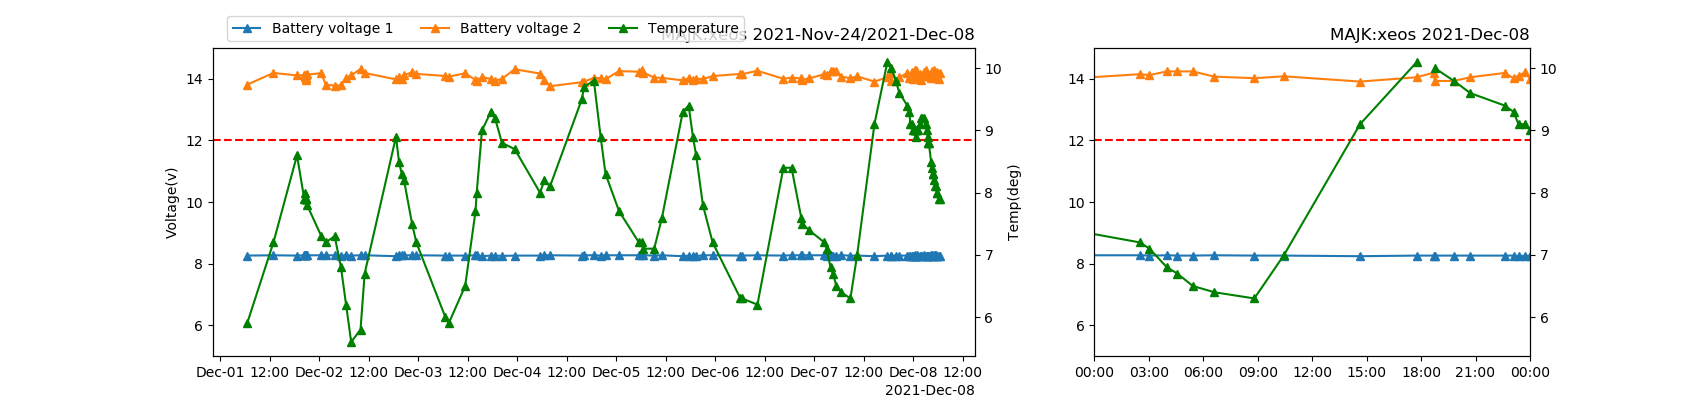 Battery voltage 1 Battery voltage 2 Temperature
MAJK:xeos 2021-Nov-24/2021-Dec-08
MAJK:xeos 2021-Dec-08
Voltage(v)
14
12
10
8
6
10
9
8
7
6
Temp(deg)
Dec-01 12:00 Dec-02 12:00 Dec-03 12:00 Dec-04 12:00 Dec-05 12:00 Dec-06 12:00 Dec-07 12:00 Dec-08 12:00
2021-Dec-08
14
12
10
8
6
10
9
8
7
6
00:00 03:00 06:00 09:00 12:00 15:00 18:00 21:00 00:00